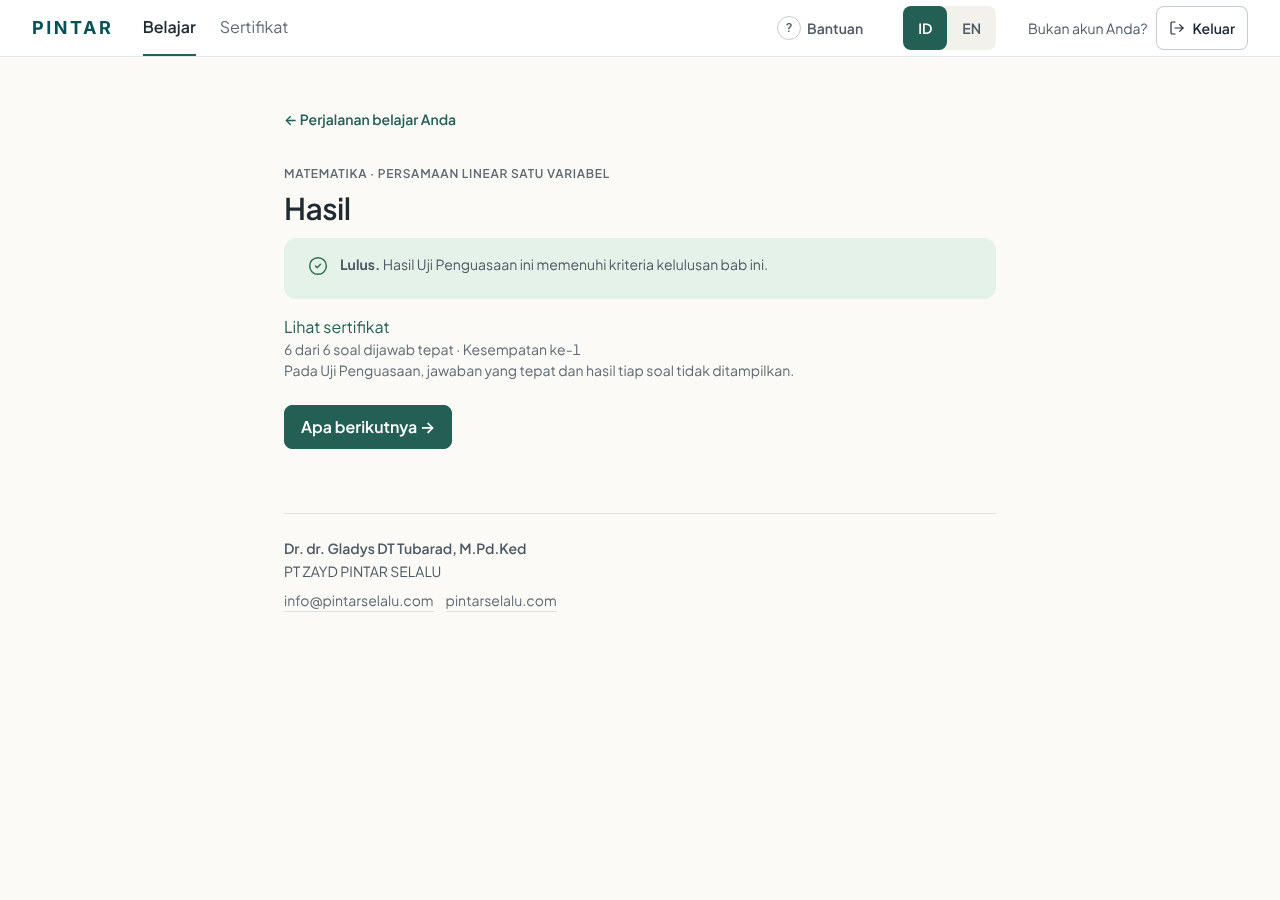 PINTAR
Belajar
Sertifikat
? Bantuan
ID
EN
Bukan akun Anda?
Keluar
← Perjalanan belajar Anda
MATEMATIKA · PERSAMAAN LINEAR SATU VARIABEL
Hasil
Lulus. Hasil Uji Penguasaan ini memenuhi kriteria kelulusan bab ini.
Lihat sertifikat
6 dari 6 soal dijawab tepat · Kesempatan ke-1
Pada Uji Penguasaan, jawaban yang tepat dan hasil tiap soal tidak ditampilkan.
Apa berikutnya →
Dr. dr. Gladys DT Tubarad, M.Pd.Ked
PT ZAYD PINTAR SELALU
info@pintarselalu.com pintarselalu.com